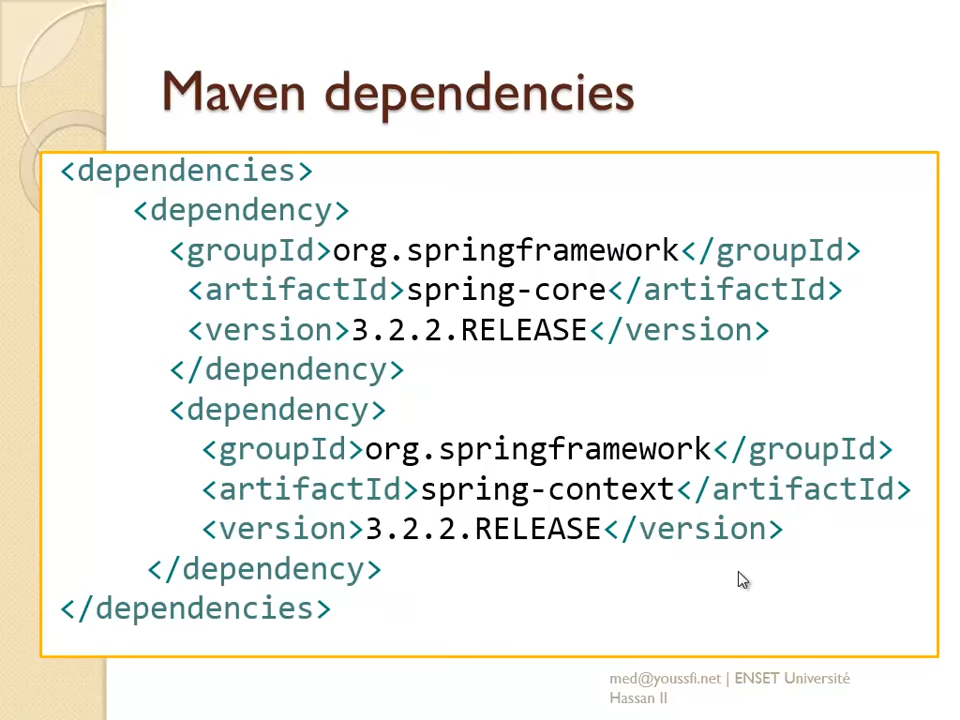 Maven dependencies
<dependencies>
<dependency>
<groupId>org.springframework</groupId>
<artifactId>spring-core</artifactId>
<version>3.2.2.RELEASE</version>
</dependency>
<dependency>
<groupId>org.springframework</groupId>
<artifactId>spring-context</artifactId>
<version>3.2.2.RELEASE</version>
</dependency>
</dependencies>
med@youssfi.net | ENSET Université
Hassan II